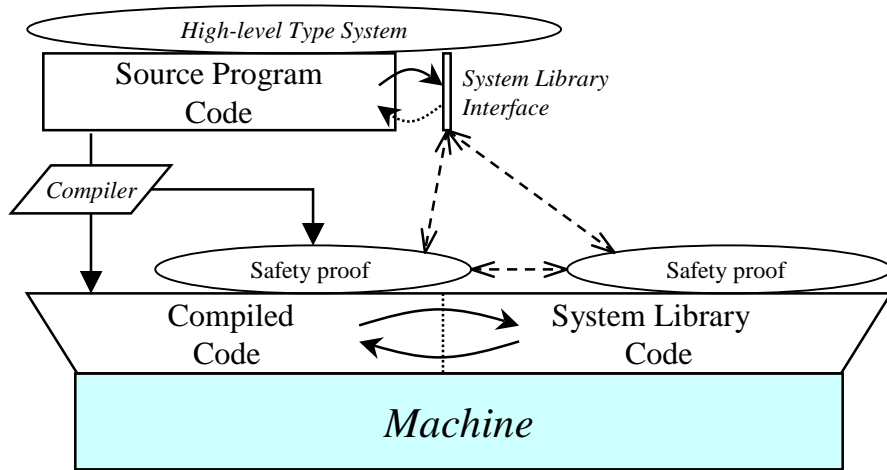 High-level Type System
Source Program
Code
System Library
Interface
Compiler
Safety proof
Safety proof
Compiled
Code
System Library
Code
Machine